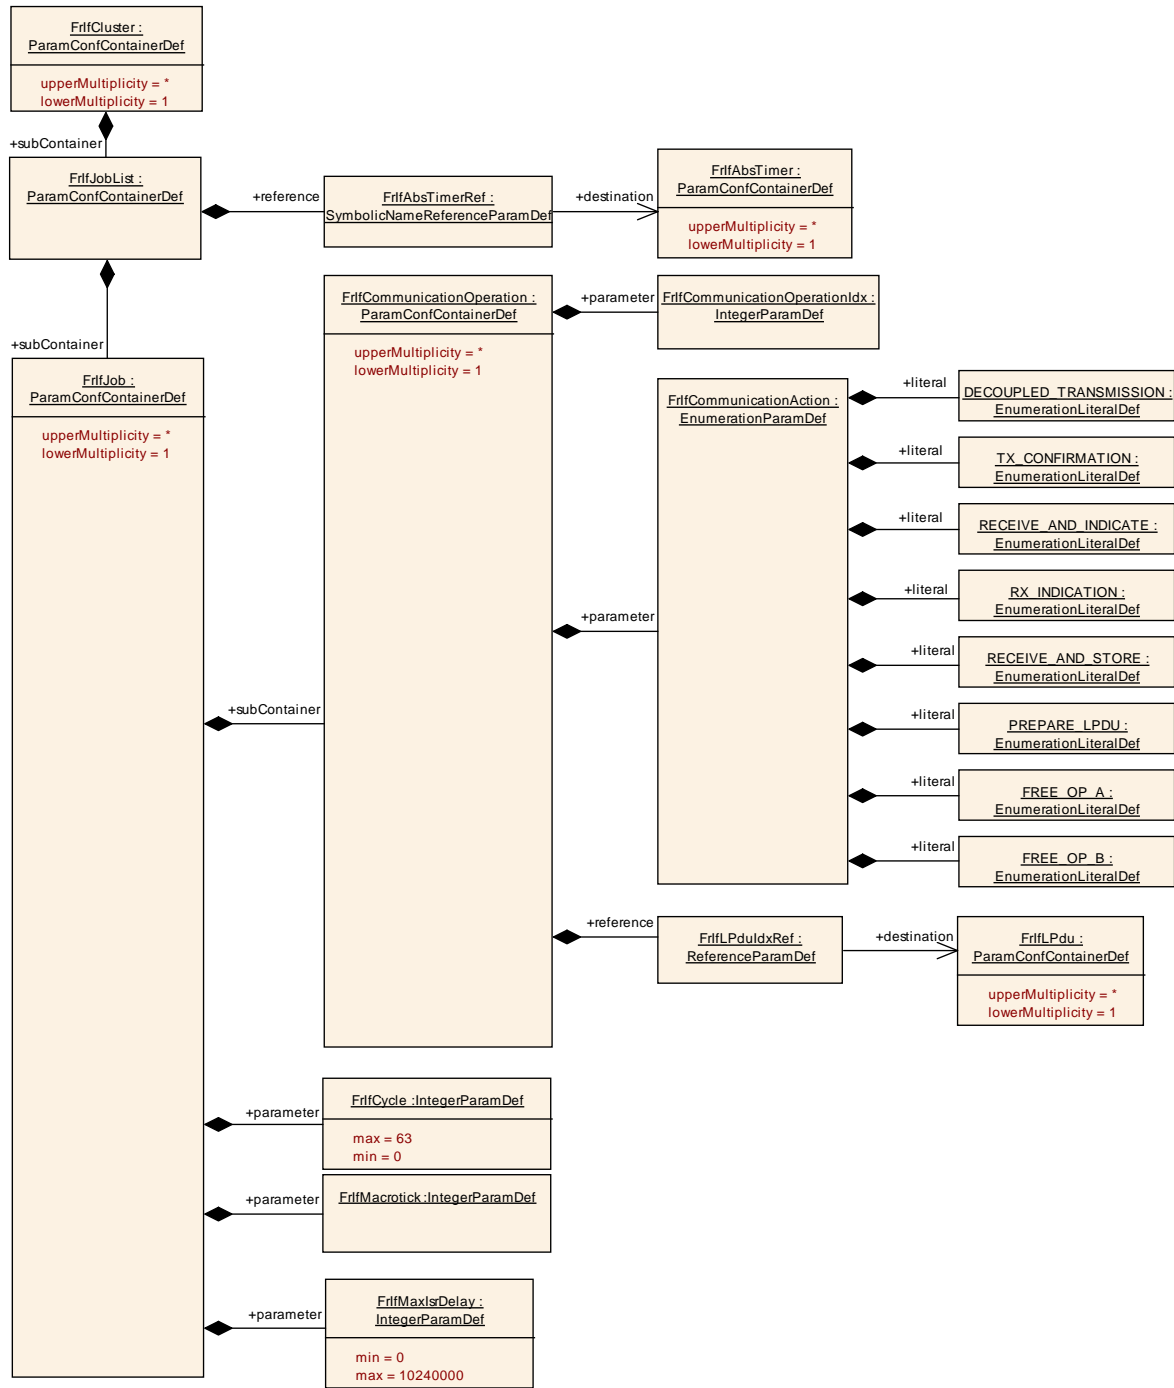 FrIfCluster :
ParamConfContainerDef
upperMultiplicity = *
lowerMultiplicity = 1
+subContainer
FrIfJobList :
ParamConfContainerDef
+reference
FrIfAbsTimerRef :
SymbolicNameReferenceParamDef
+destination
FrIfAbsTimer :
ParamConfContainerDef
upperMultiplicity = *
lowerMultiplicity = 1
+subContainer
FrIfJob :
ParamConfContainerDef
upperMultiplicity = *
lowerMultiplicity = 1
+subContainer
FrIfCommunicationOperation :
ParamConfContainerDef
upperMultiplicity = *
lowerMultiplicity = 1
+parameter
FrIfCommunicationOperationIdx :
IntegerParamDef
+parameter
FrIfCommunicationAction :
EnumerationParamDef
+literal
DECOUPLED_TRANSMISSION :
EnumerationLiteralDef
+literal
TX_CONFIRMATION :
EnumerationLiteralDef
+literal
RECEIVE_AND_INDICATE :
EnumerationLiteralDef
+literal
RX_INDICATION :
EnumerationLiteralDef
+literal
RECEIVE_AND_STORE :
EnumerationLiteralDef
+literal
PREPARE_LPDU :
EnumerationLiteralDef
+literal
FREE_OP_A :
EnumerationLiteralDef
+literal
FREE_OP_B :
EnumerationLiteralDef
+reference
FrIfLPduIdxRef :
ReferenceParamDef
+destination
FrIfLPdu :
ParamConfContainerDef
upperMultiplicity = *
lowerMultiplicity = 1
+parameter
FrIfCycle :IntegerParamDef
max = 63
min = 0
+parameter
FrIfMacrotick :IntegerParamDef
+parameter
FrIfMaxIsrDelay :
IntegerParamDef
min = 0
max = 10240000